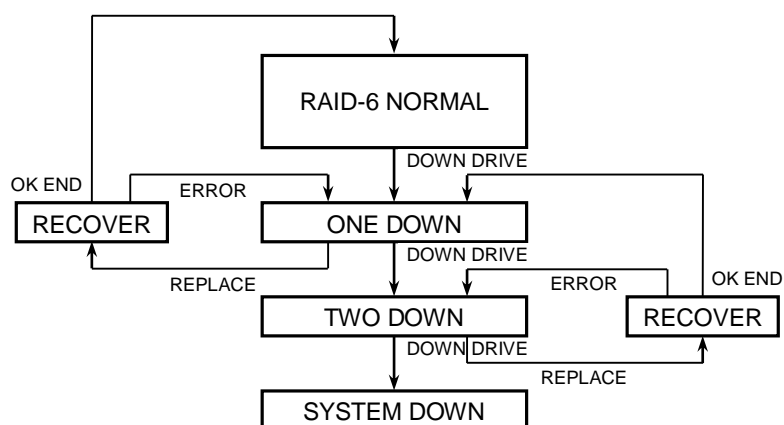 RAID-6 NORMAL
DOWN DRIVE
OK END
ERROR
RECOVER
ONE DOWN
DOWN DRIVE
REPLACE
ERROR
OK END
TWO DOWN
RECOVER
DOWN DRIVE
REPLACE
SYSTEM DOWN